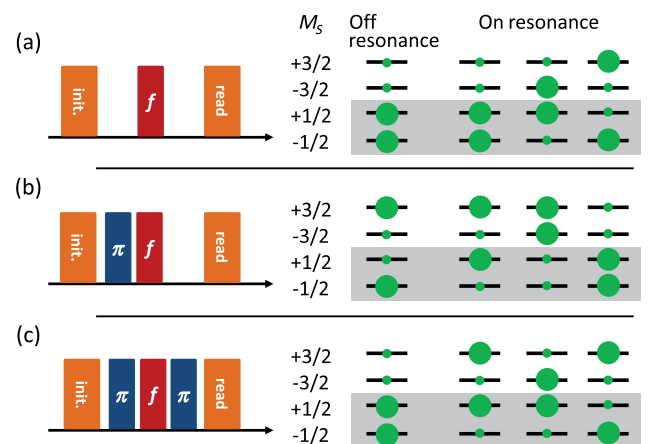 M_S Off resonance On resonance
(a)
init. f read
+3/2
-3/2
+1/2
-1/2
(b)
init. π f read
+3/2
-3/2
+1/2
-1/2
(c)
init. π f π read
+3/2
-3/2
+1/2
-1/2